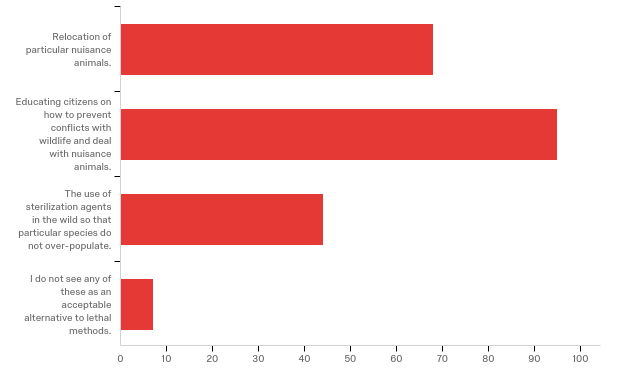 Relocation of
particular nuisance
animals.
Educating citizens on
how to prevent
conflicts with
wildlife and deal
with nuisance
animals.
The use of
sterilization agents
in the wild so that
particular species do
not over-populate.
I do not see any of
these as an
acceptable
alternative to lethal
methods.
0 10 20 30 40 50 60 70 80 90 100